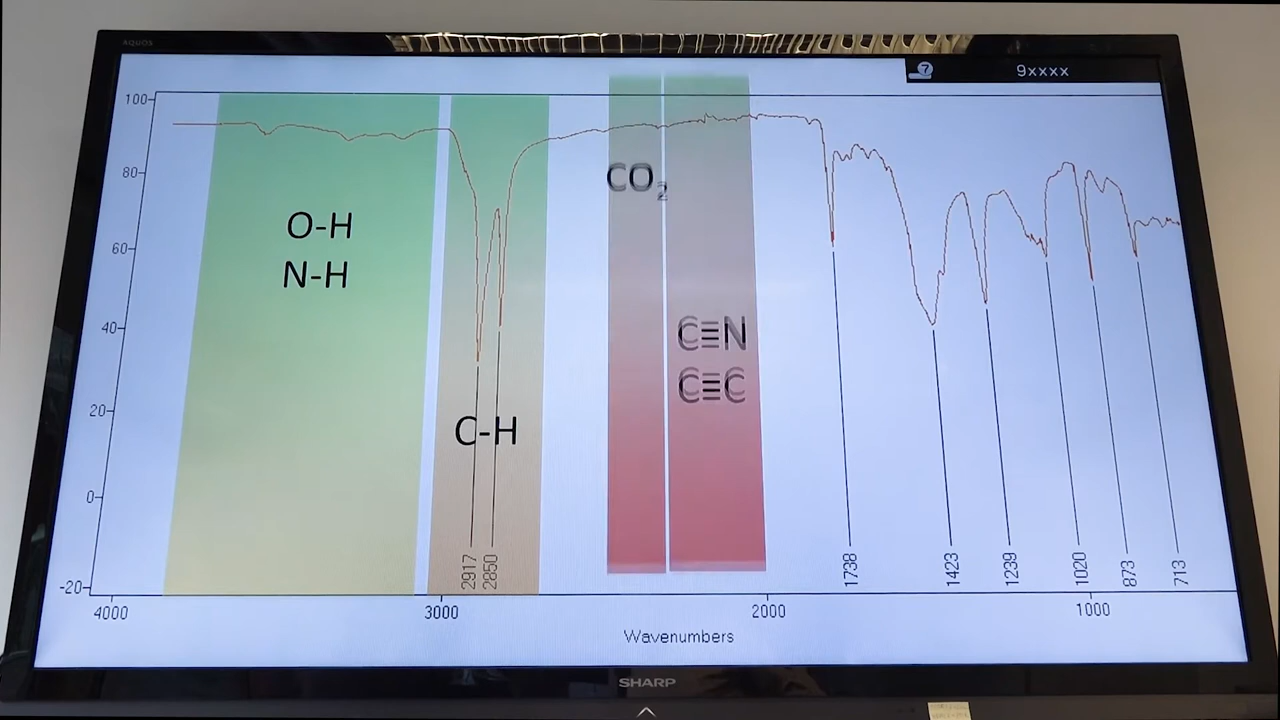 AQUOS
7
9xxxx
100
80
60
40
20
0
-20
O-H
N-H
C-H
CO₂
C≡N
C≡C
2917
2850
1738
1423
1239
1020
873
713
4000
3000
2000
1000
Wavenumbers
SHARP